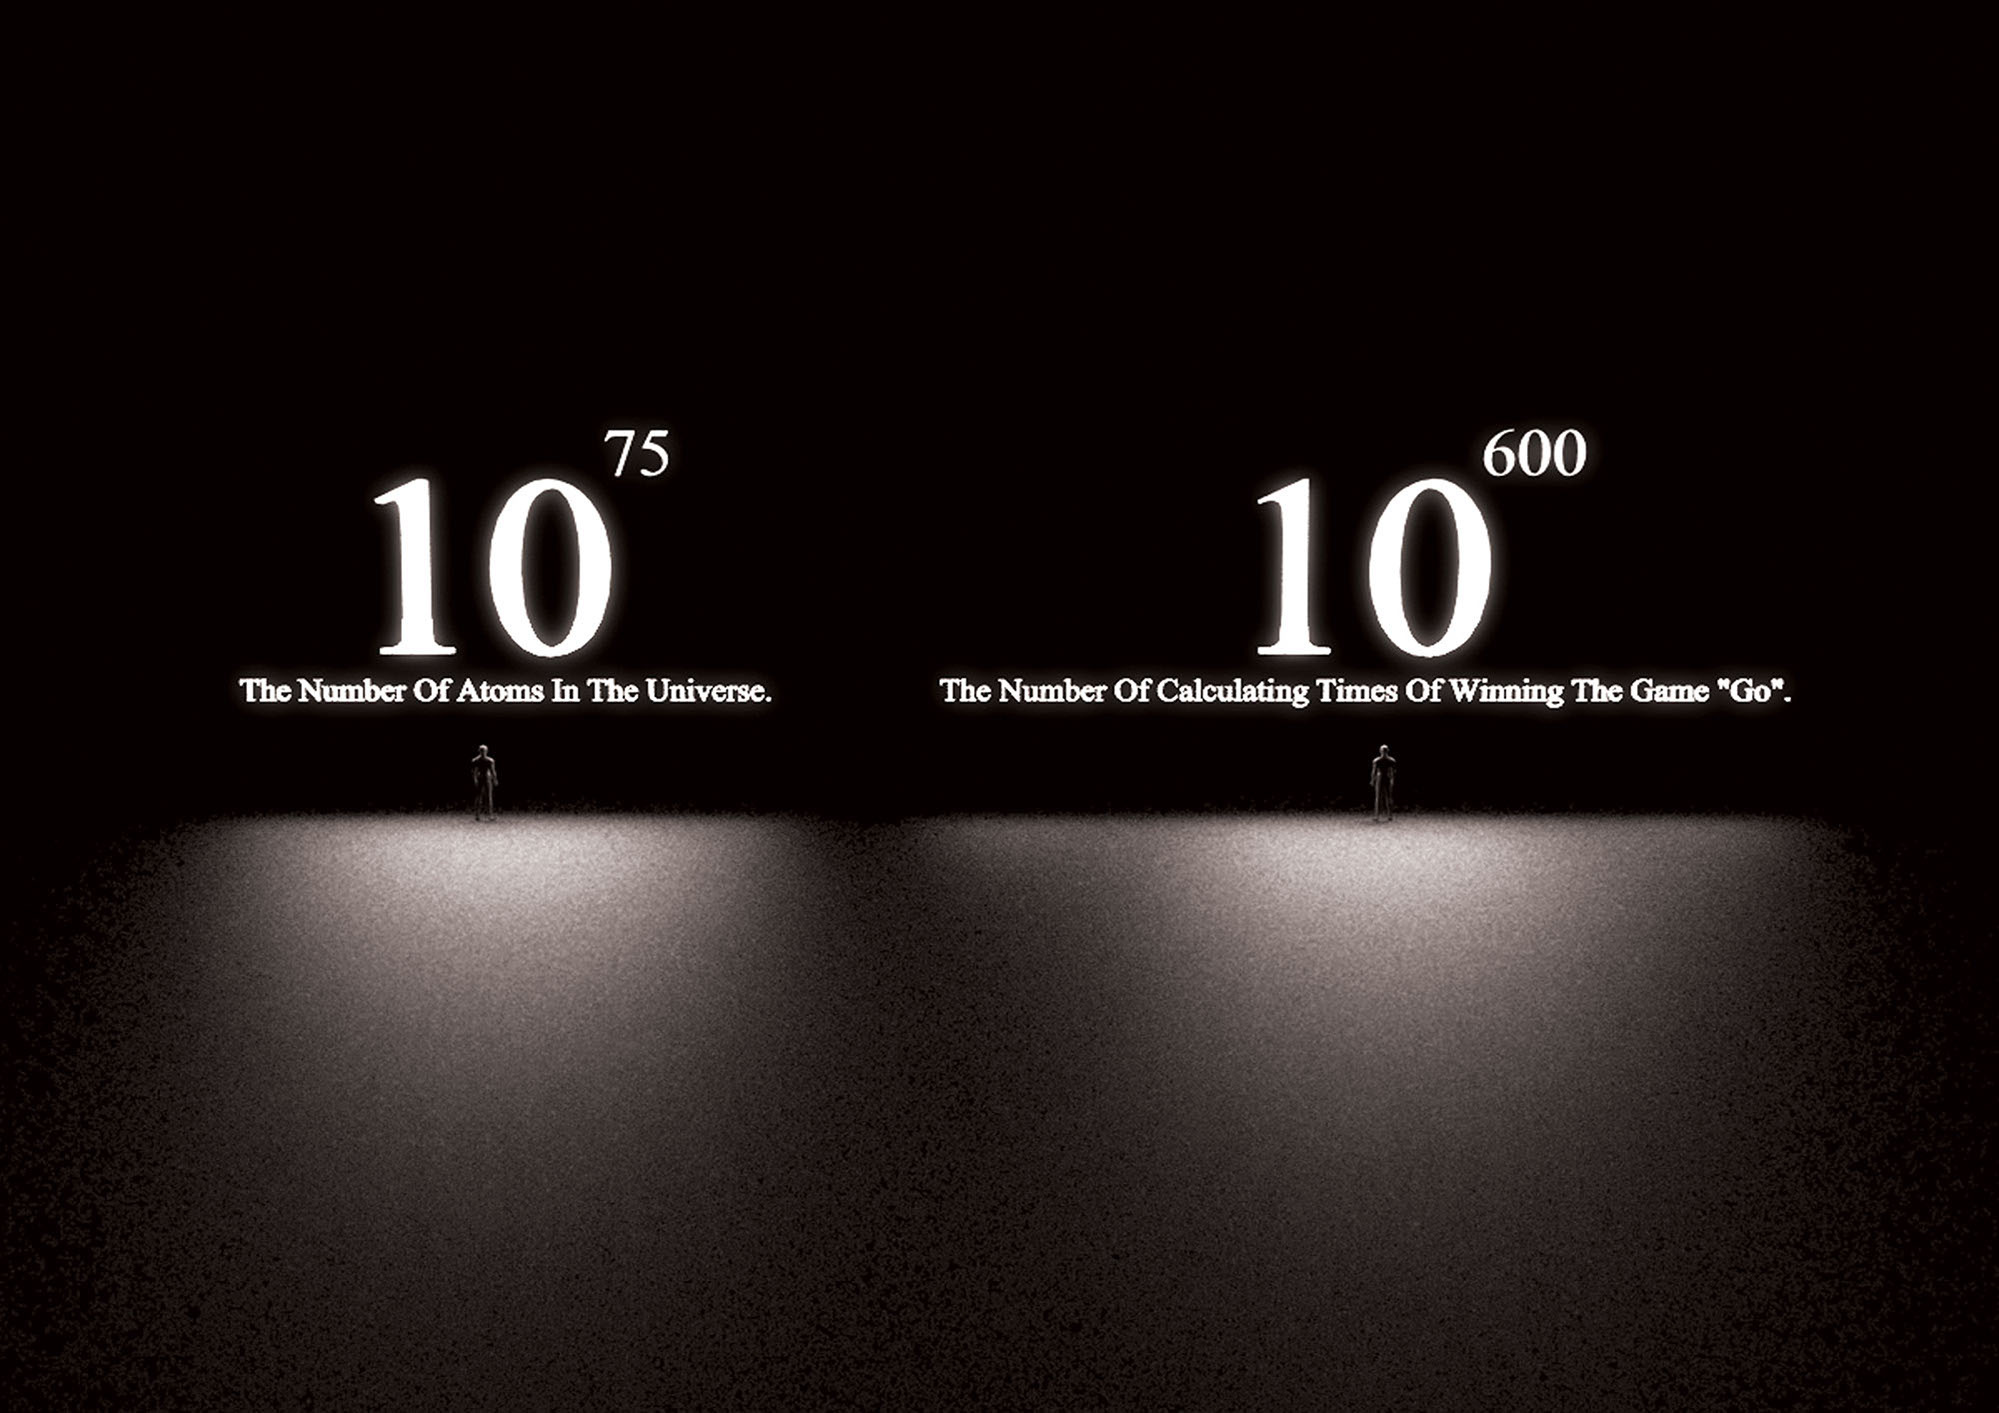 10^75
The Number Of Atoms In The Universe.
10^600
The Number Of Calculating Times Of Winning The Game "Go".